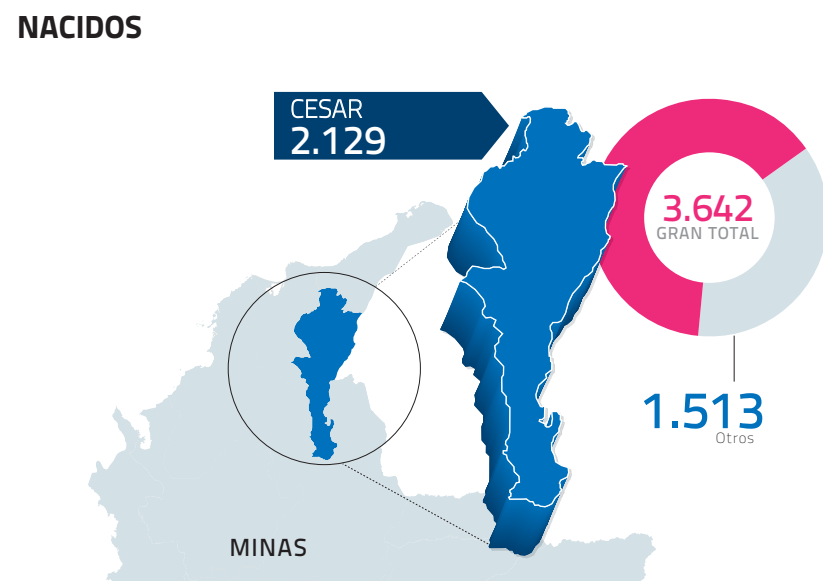 NACIDOS
CESAR
2.129
3.642
GRAN TOTAL
1.513
Otros
MINAS